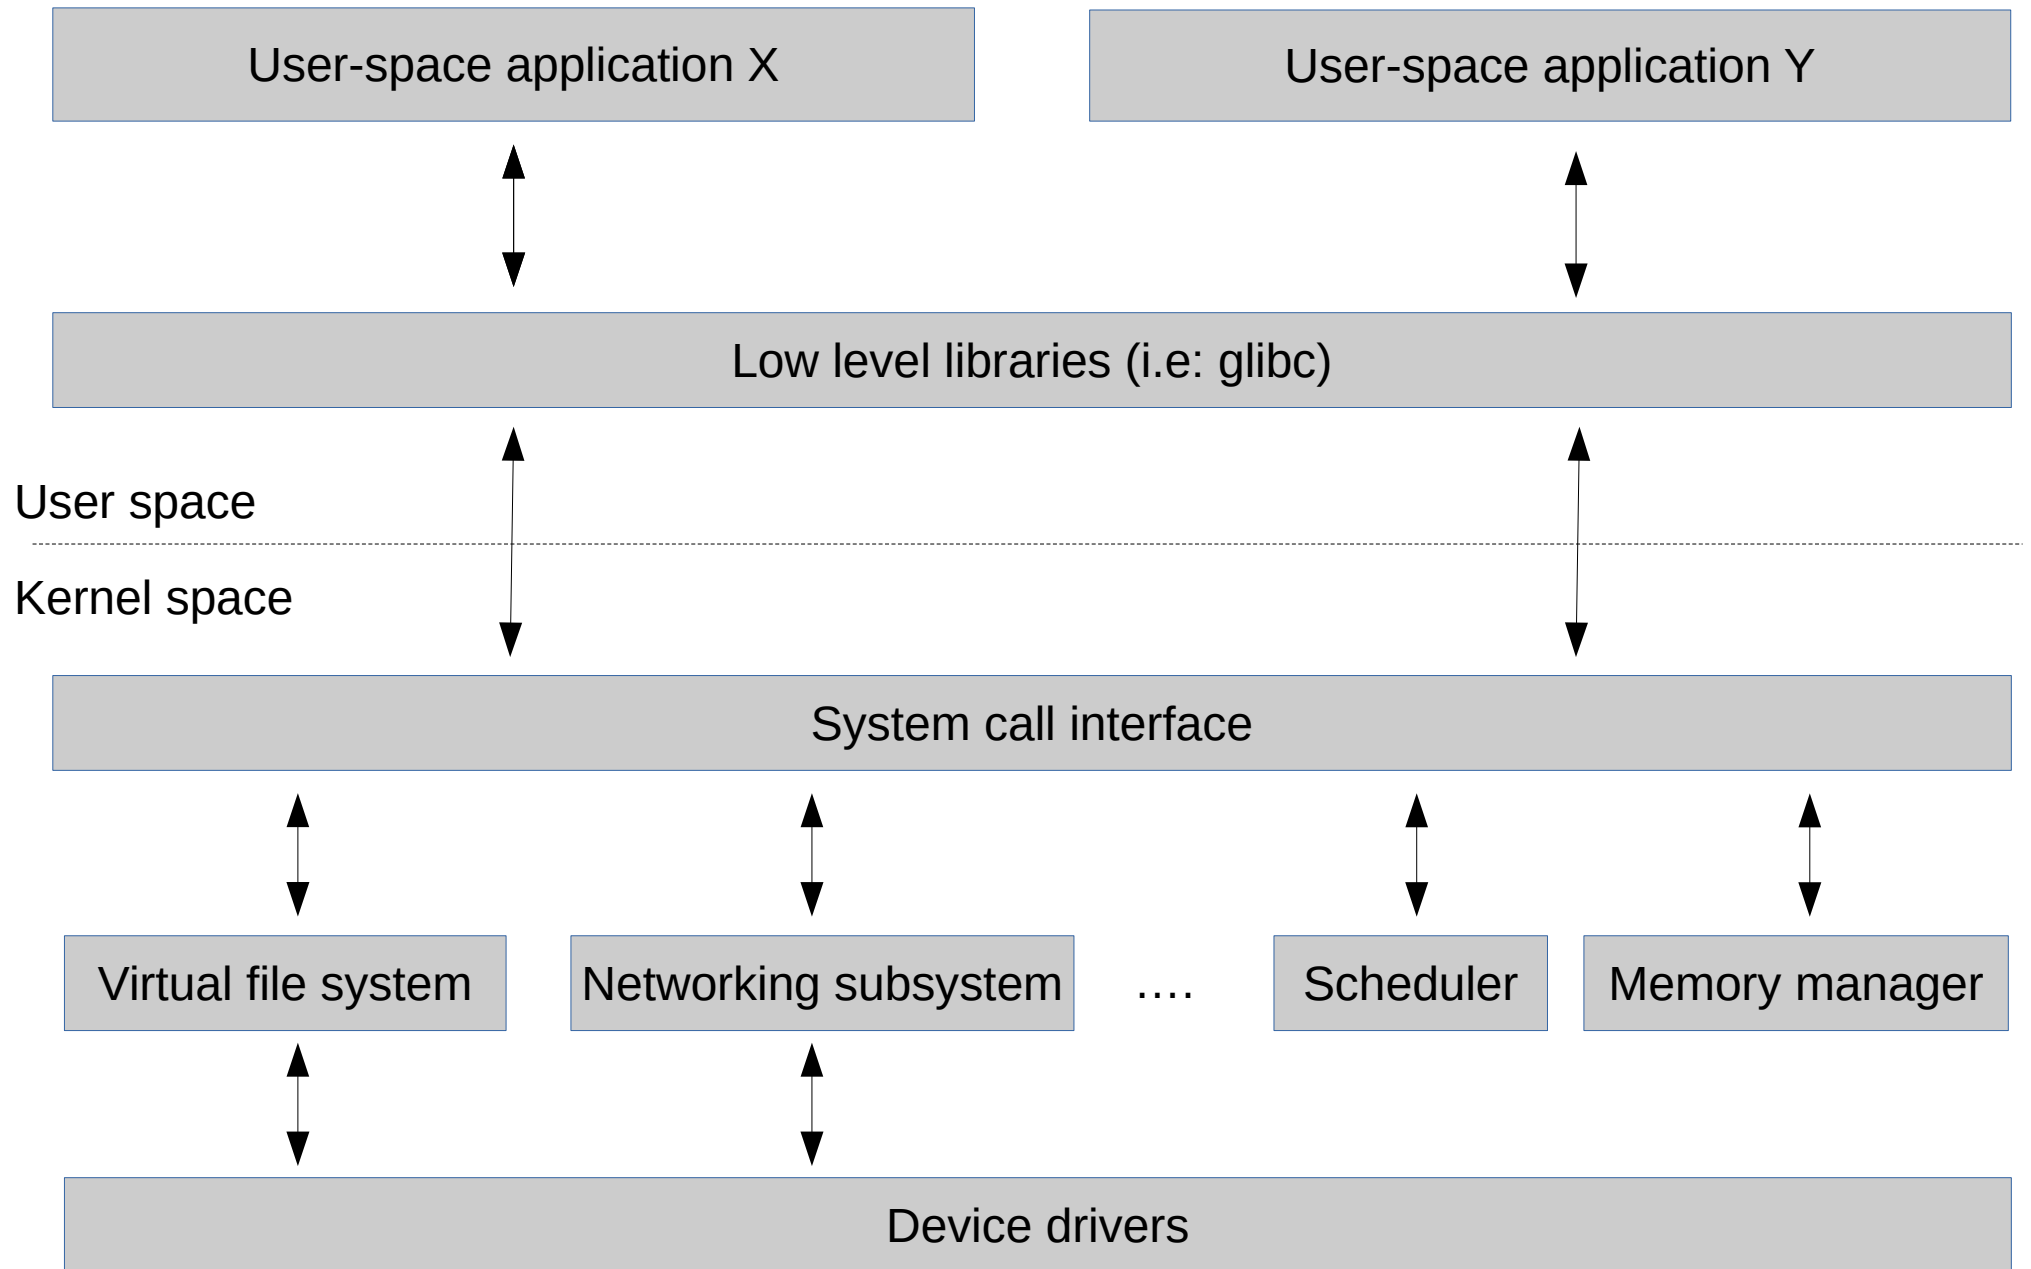 User-space application X
User-space application Y
Low level libraries (i.e: glibc)
User space
Kernel space
System call interface
Virtual file system
Networking subsystem
....
Scheduler
Memory manager
Device drivers